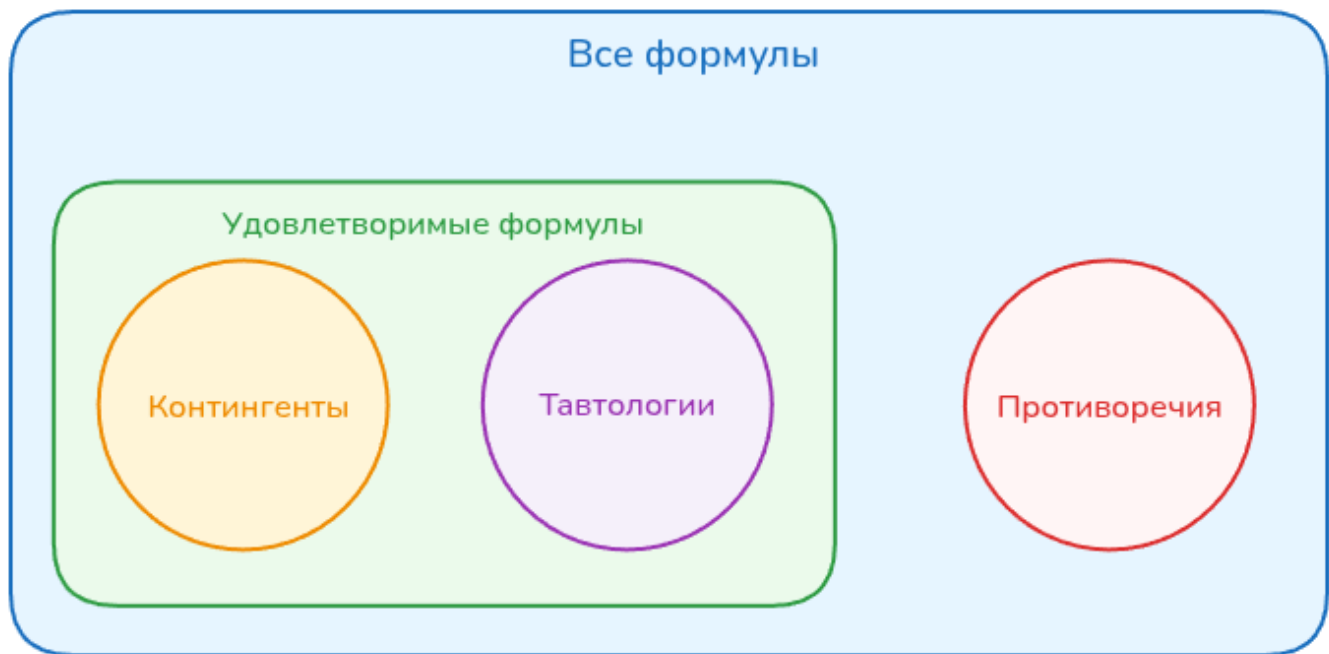 Все формулы
Удовлетворимые формулы
Контингенты
Тавтологии
Противоречия